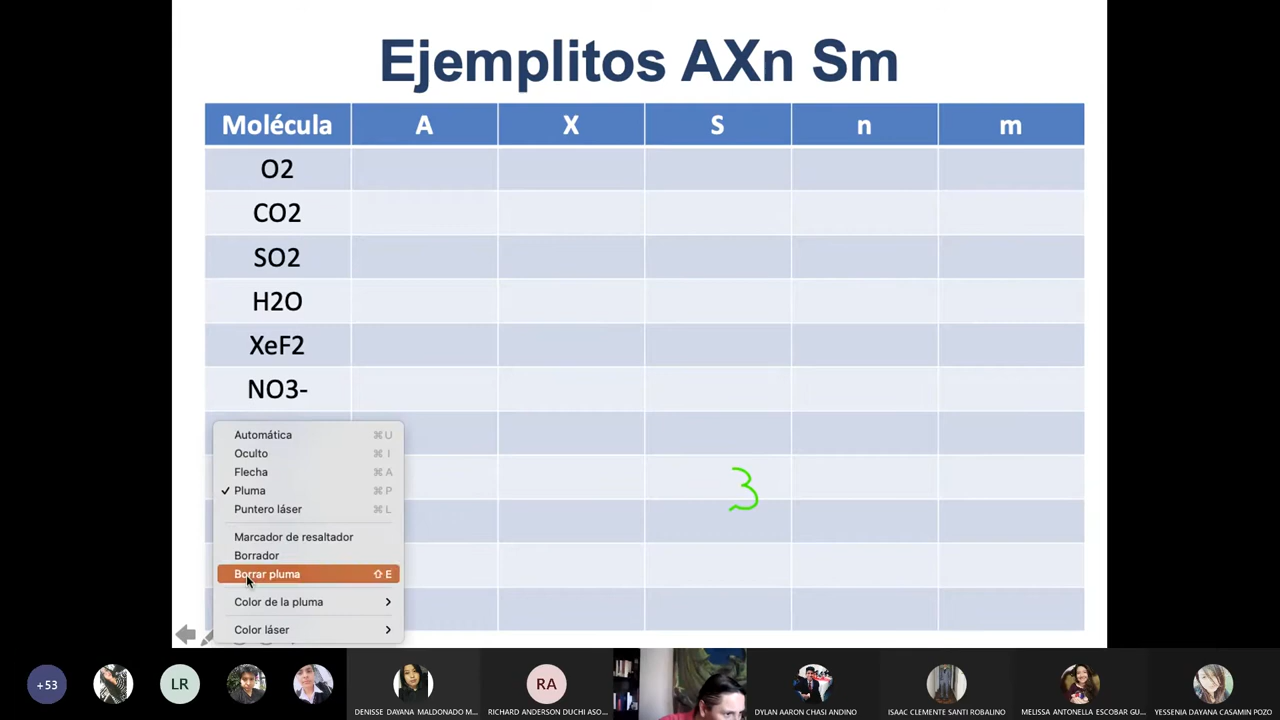 Ejemplitos AXn Sm
Molécula A X S n m
O2
CO2
SO2
H2O
XeF2
NO3-
Automática ⌘U
Oculto ⌘I
Flecha ⌘A
✓ Pluma ⌘P
Puntero láser ⌘L
Marcador de resaltador
Borrador
Borrar pluma ⇧E
Color de la pluma
Color láser
3
+53
LR
RA
DENISSE DAYANA MALDONADO M...
RICHARD ANDERSON DUCHI ASO...
DYLAN AARON CHASI ANDINO
ISAAC CLEMENTE SANTI ROBALINO
MELISSA ANTONELLA ESCOBAR GU...
YESSENIA DAYANA CASAMIN POZO